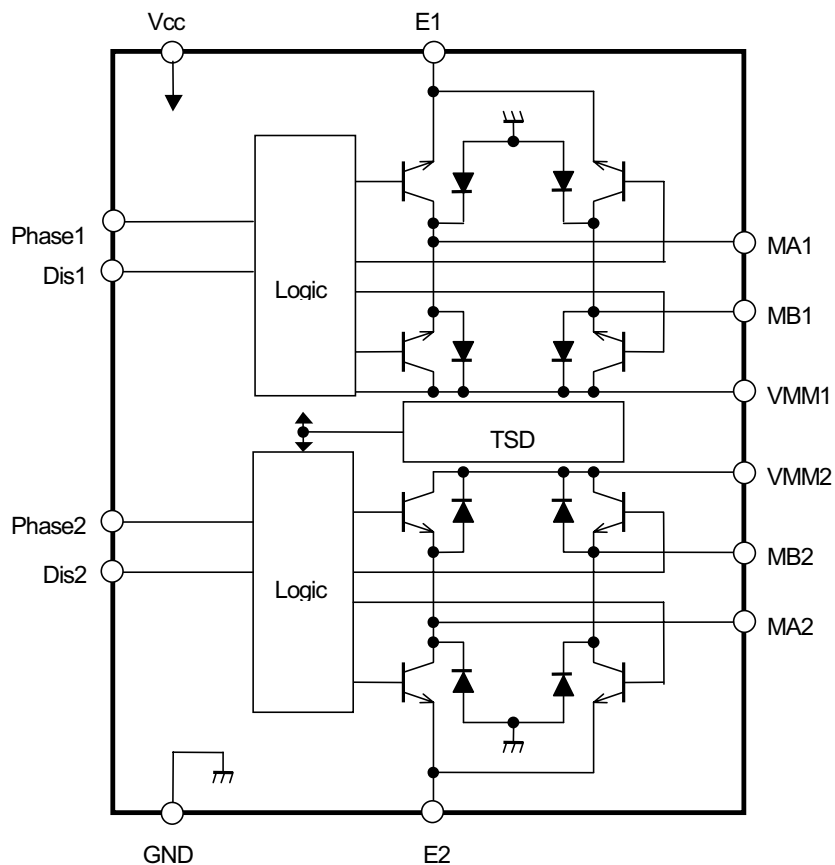 Vcc
E1
Phase1
Dis1
Logic
MA1
MB1
VMM1
TSD
VMM2
Phase2
Dis2
Logic
MB2
MA2
GND
E2